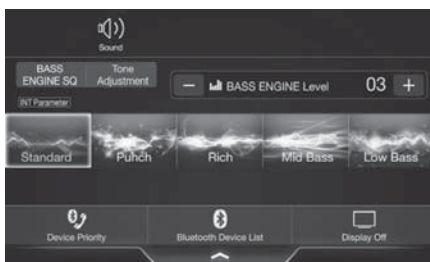 Sound
BASS ENGINE SQ
Tone Adjustment
− BASS ENGINE Level 03 +
INT Parameter
Standard Punch Rich Mid Bass Low Bass
Device Priority Bluetooth Device List Display Off